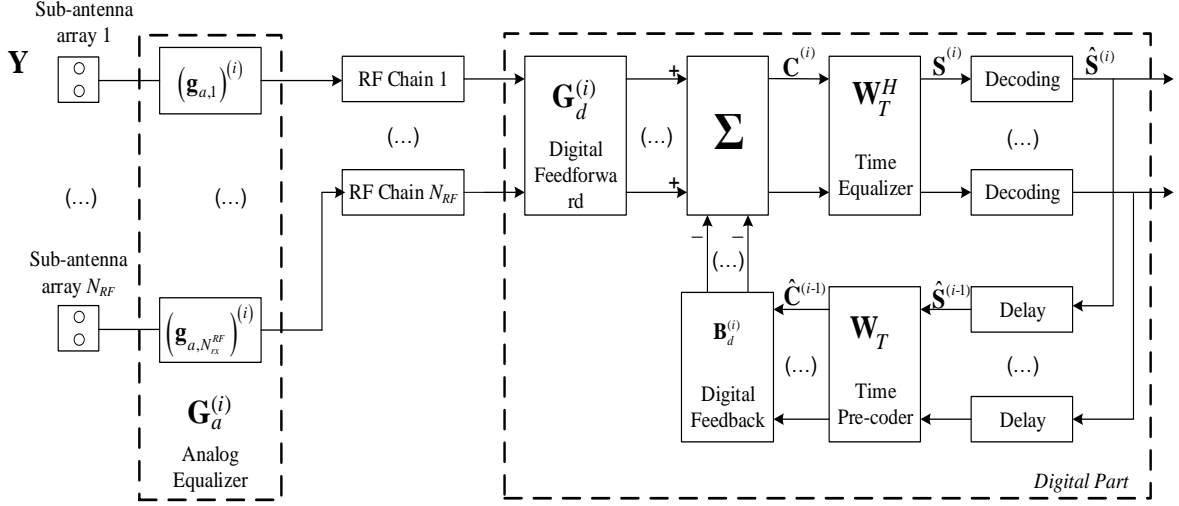 Sub-antenna
array 1
Y
(g_{a,1})^{(i)}
(...)
(...)
Sub-antenna
array N_{RF}
(g_{a,N_{rx}^{RF}})^{(i)}
G_a^{(i)}
Analog
Equalizer
RF Chain 1
(...)
RF Chain N_{RF}
G_d^{(i)}
Digital
Feedforwa
rd
+
(...)
+
Σ
C^{(i)}
W_T^H
Time
Equalizer
S^{(i)}
Decoding
Ŝ^{(i)}
(...)
Decoding
−
−
(...)
B_d^{(i)}
Digital
Feedback
Ĉ^{(i-1)}
(...)
W_T
Time
Pre-coder
Ŝ^{(i-1)}
Delay
(...)
Delay
Digital Part